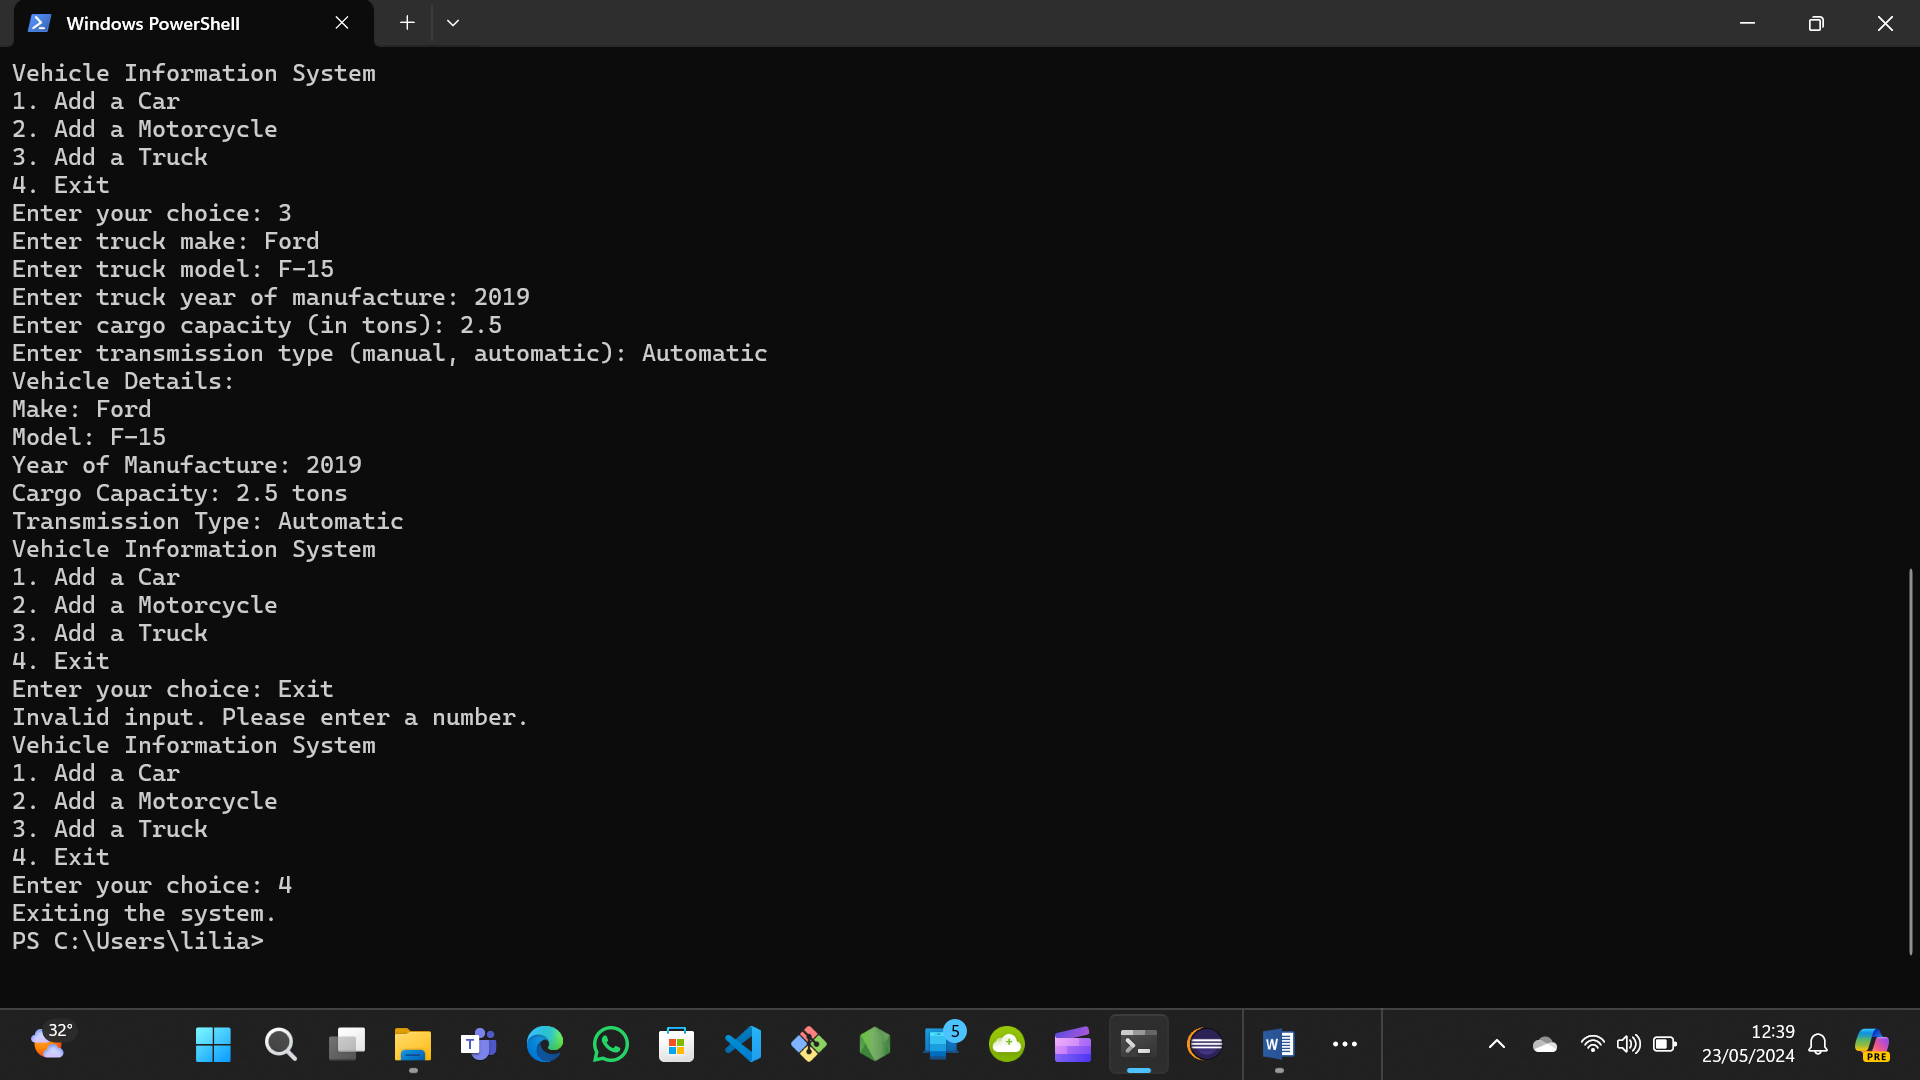 Windows PowerShell
Vehicle Information System
1. Add a Car
2. Add a Motorcycle
3. Add a Truck
4. Exit
Enter your choice: 3
Enter truck make: Ford
Enter truck model: F-15
Enter truck year of manufacture: 2019
Enter cargo capacity (in tons): 2.5
Enter transmission type (manual, automatic): Automatic
Vehicle Details:
Make: Ford
Model: F-15
Year of Manufacture: 2019
Cargo Capacity: 2.5 tons
Transmission Type: Automatic
Vehicle Information System
1. Add a Car
2. Add a Motorcycle
3. Add a Truck
4. Exit
Enter your choice: Exit
Invalid input. Please enter a number.
Vehicle Information System
1. Add a Car
2. Add a Motorcycle
3. Add a Truck
4. Exit
Enter your choice: 4
Exiting the system.
PS C:\Users\lilia>
32°
T
5
W
12:39
23/05/2024
PRE